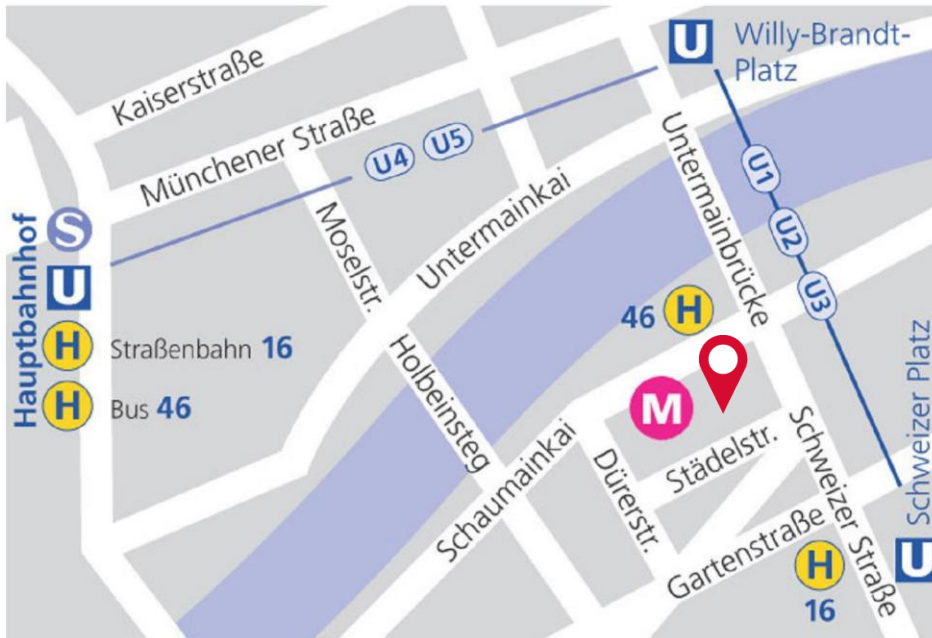 U Willy-Brandt-
Platz
Kaiserstraße
Münchener Straße
U4 U5
Untermainbrücke
U1
U2
U3
Untermainkai
Moselstr.
Hauptbahnhof
S
U
H Straßenbahn 16
H Bus 46
46 H
Holbeinsteg
M
Schaumainkai
Dürerstr.
Städelstr.
Schweizer Straße
Schweizer Platz
U
Gartenstraße
H
16